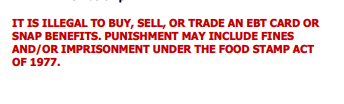 IT IS ILLEGAL TO BUY, SELL, OR TRADE AN EBT CARD OR
SNAP BENEFITS. PUNISHMENT MAY INCLUDE FINES
AND/OR IMPRISONMENT UNDER THE FOOD STAMP ACT
OF 1977.